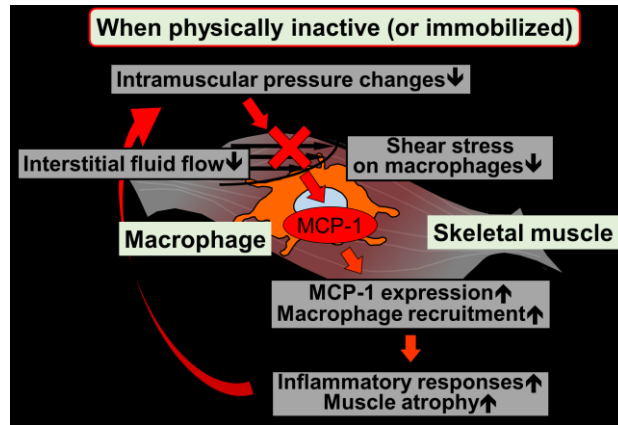 When physically inactive (or immobilized)
Intramuscular pressure changes↓
Interstitial fluid flow↓
Shear stress
on macrophages↓
MCP-1
Macrophage
Skeletal muscle
MCP-1 expression↑
Macrophage recruitment↑
Inflammatory responses↑
Muscle atrophy↑